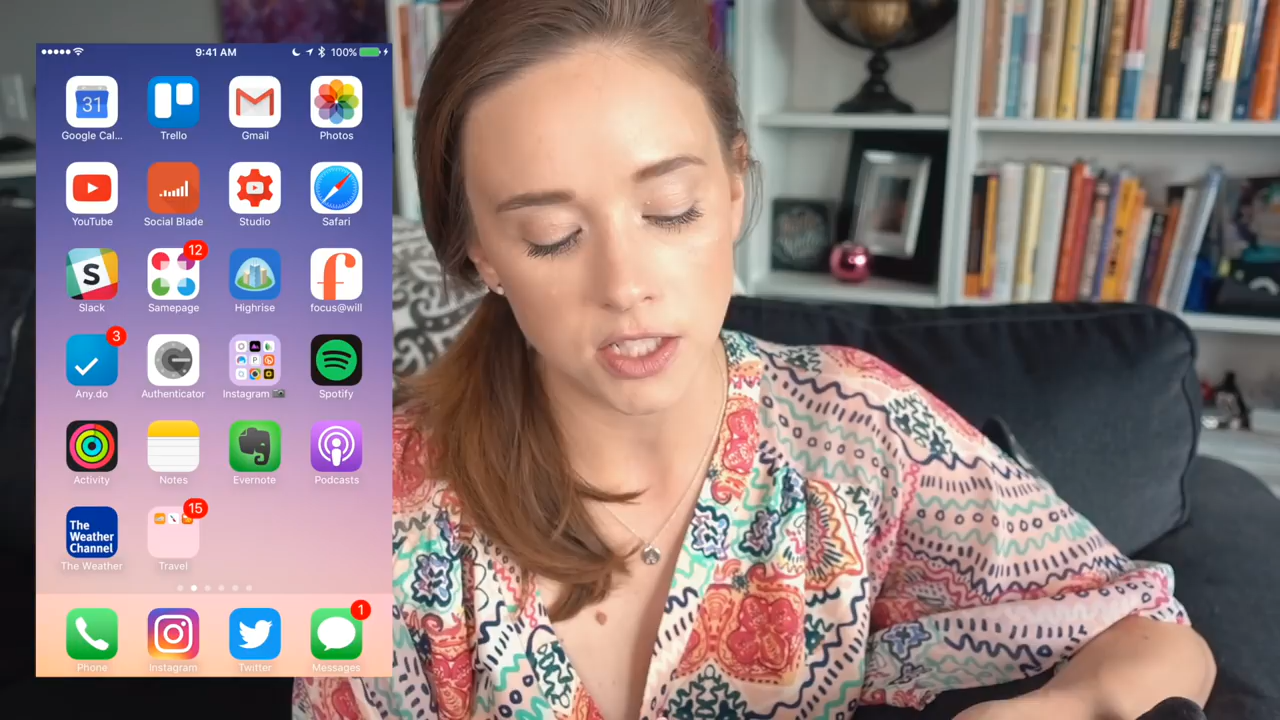 9:41 AM 100%
31
Google Cal... Trello Gmail Photos
YouTube Social Blade Studio Safari
12
S f
Slack Samepage Highrise focus@will
3
P
Any.do Authenticator Instagram 📷 Spotify
Activity Notes Evernote Podcasts
15
The
Weather
Channel
The Weather Travel
1
Phone Instagram Twitter Messages